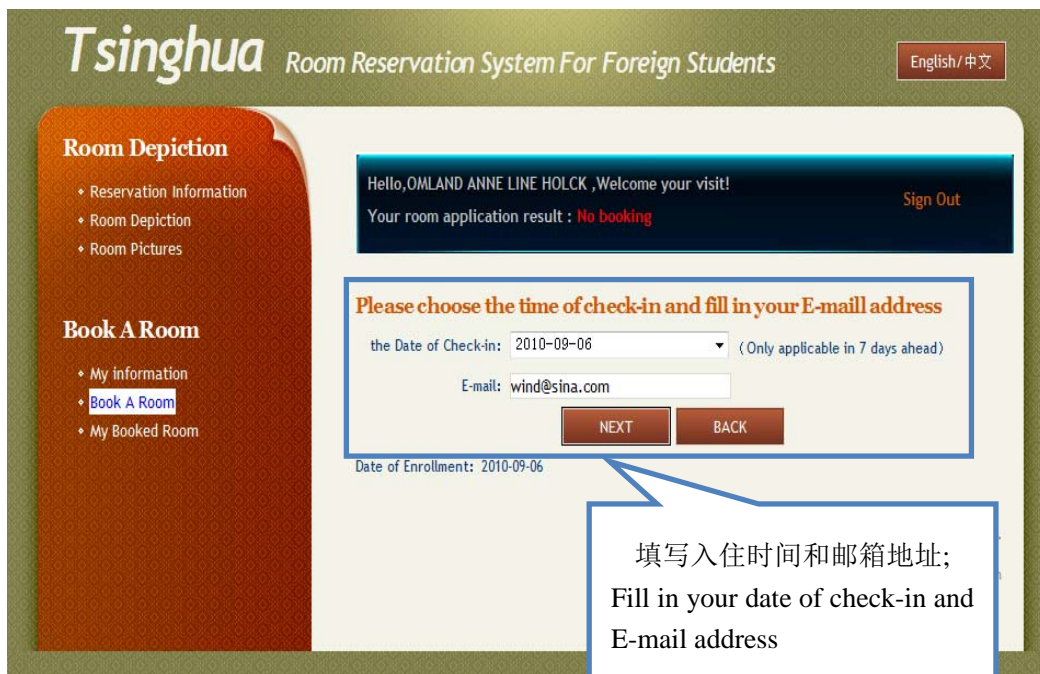 Tsinghua Room Reservation System For Foreign Students
English/中文
Room Depiction
Reservation Information
Room Depiction
Room Pictures
Book A Room
My information
Book A Room
My Booked Room
Hello,OMLAND ANNE LINE HOLCK ,Welcome your visit!
Sign Out
Your room application result : No booking
Please choose the time of check-in and fill in your E-maill address
the Date of Check-in: 2010-09-06 (Only applicable in 7 days ahead)
E-mail: wind@sina.com
NEXT BACK
Date of Enrollment: 2010-09-06
填写入住时间和邮箱地址;
Fill in your date of check-in and
E-mail address